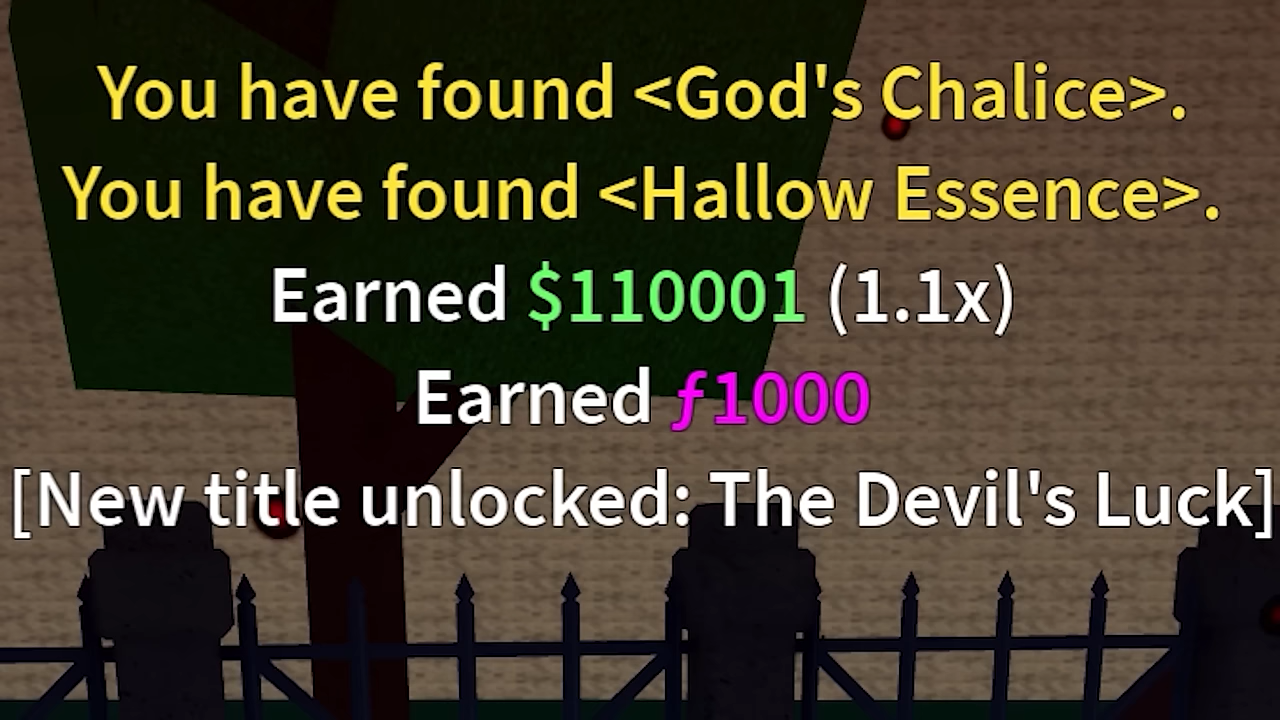 You have found <God's Chalice>.
You have found <Hallow Essence>.
Earned $110001 (1.1x)
Earned ƒ1000
[New title unlocked: The Devil's Luck]